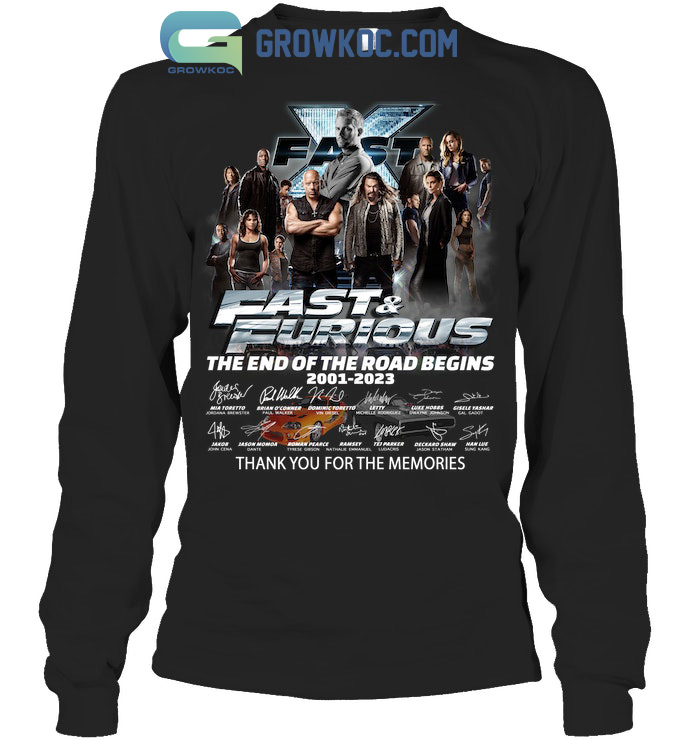 GROWKOC.COM
GROWKOC
FAST
X
FAST &
FURIOUS
THE END OF THE ROAD BEGINS
2001-2023
MIA TORETTO BRIAN O'CONNER DOMINIC TORETTO LETTY LUKE HOBBS GISELE YASHAR
JORDANA BREWSTER PAUL WALKER VIN DIESEL MICHELLE RODRIGUEZ DWAYNE JOHNSON GAL GADOT
JAKOB JASON MOMOA ROMAN PEARCE RAMSEY TEJ PARKER DECKARD SHAW HAN LUE
JOHN CENA DANTE TYRESE GIBSON NATHALIE EMMANUEL LUDACRIS JASON STATHAM SUNG KANG
THANK YOU FOR THE MEMORIES